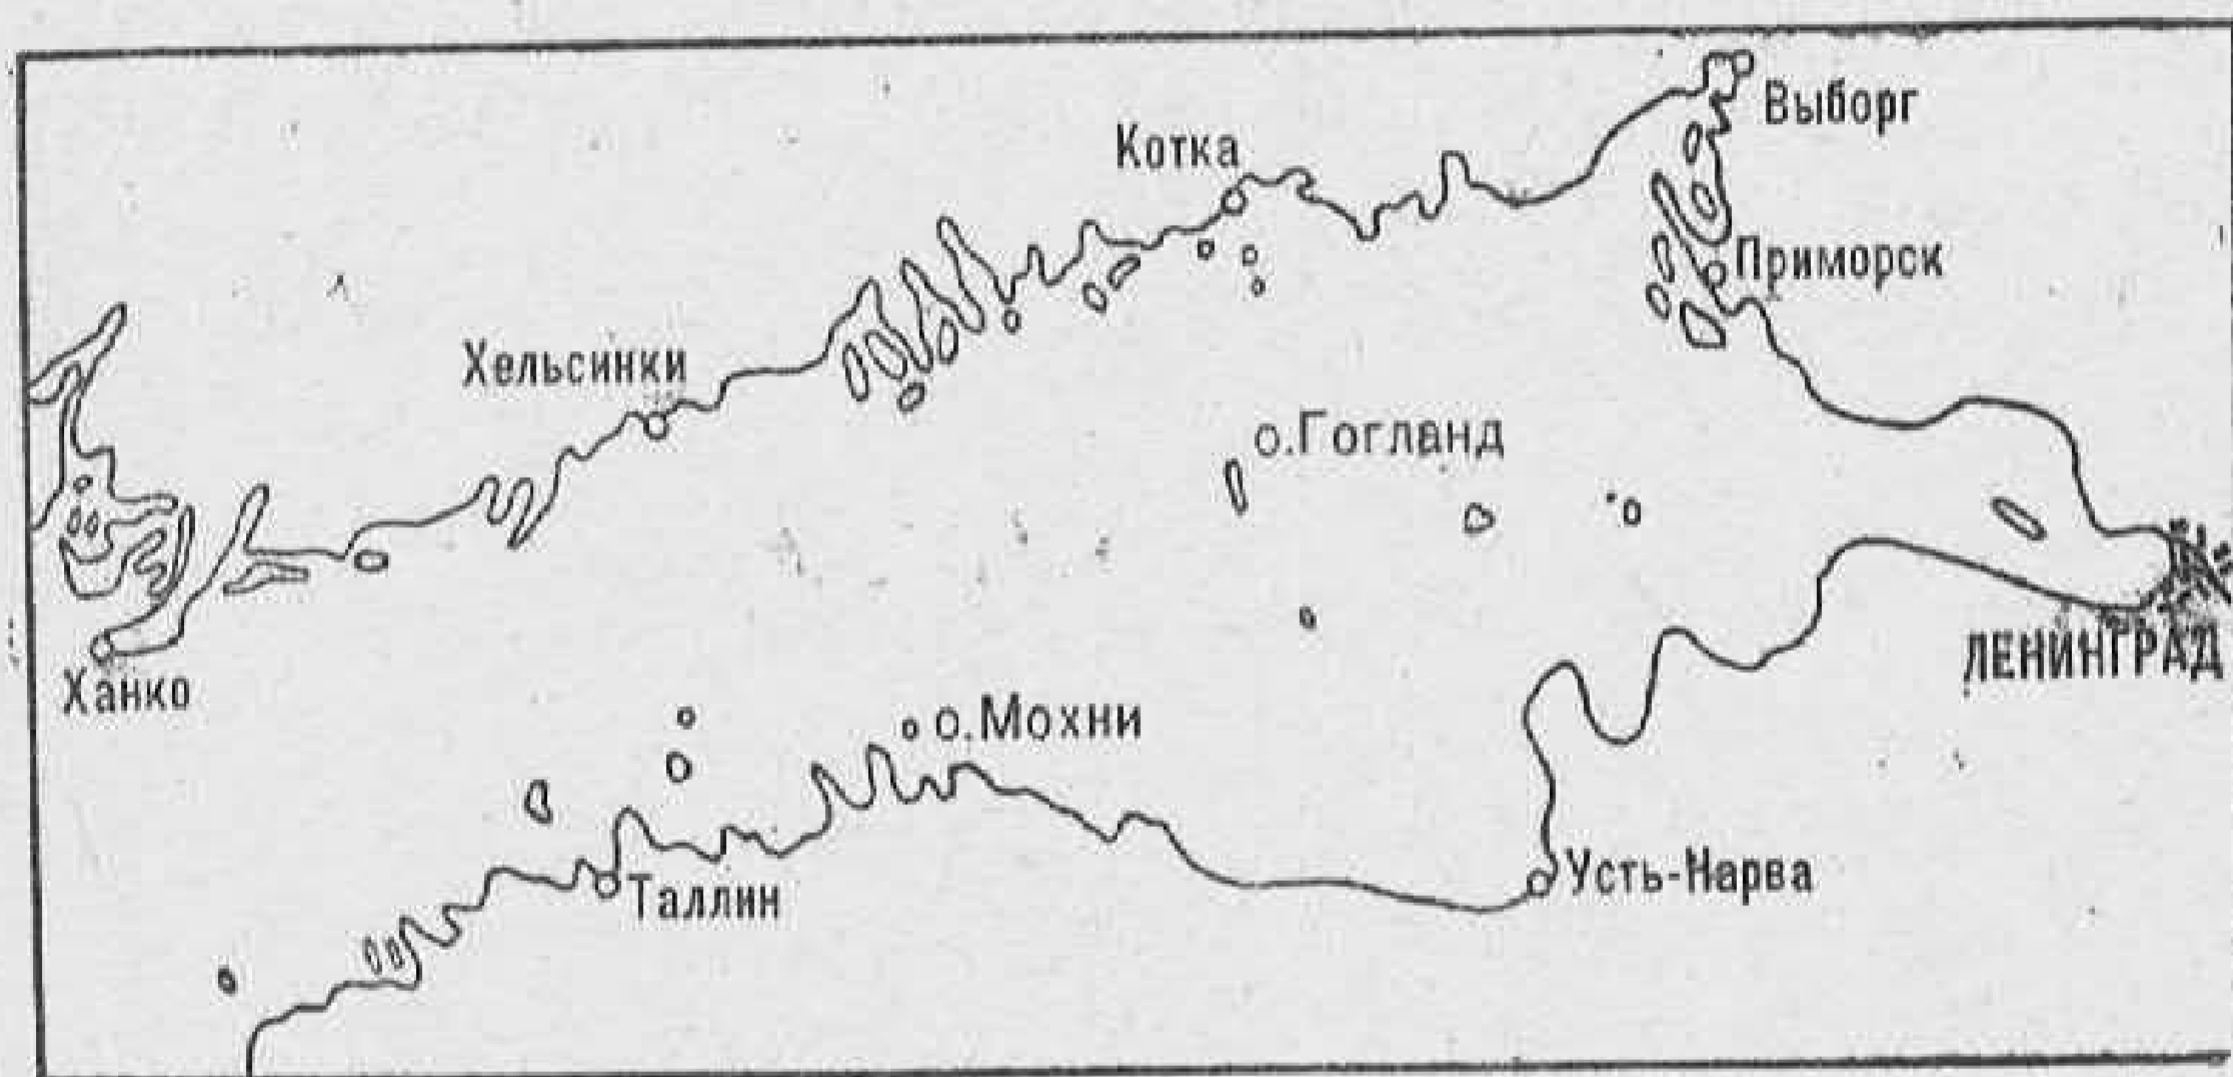 Выборг
Котка
Приморск
Хельсинки
о.Гогланд
ЛЕНИНГРАД
Ханко
о.Мохни
Усть-Нарва
Таллин